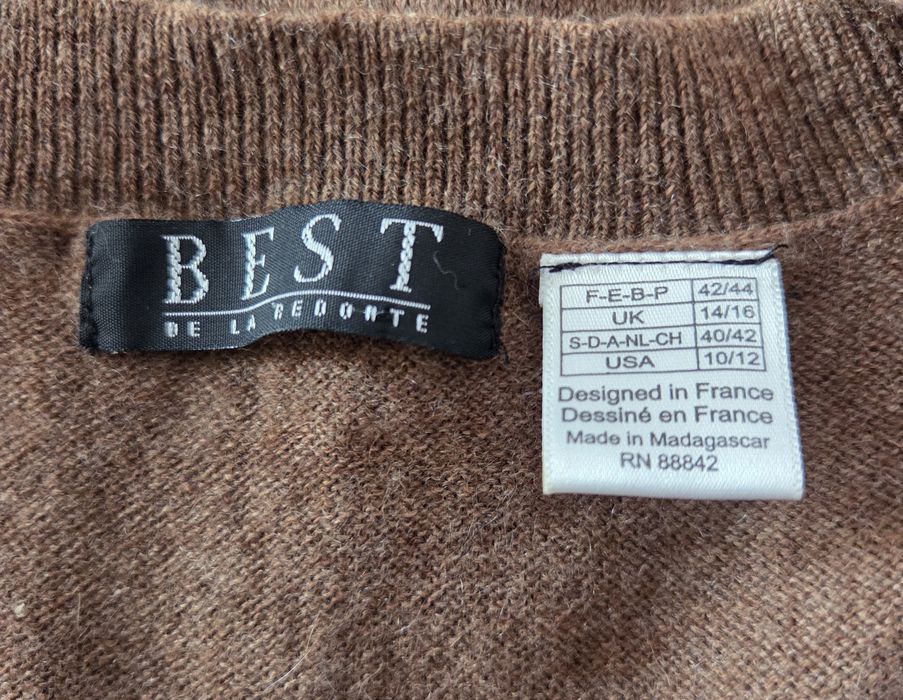 BEST
DE LA REDOUTE
F-E-B-P 42/44
UK 14/16
S-D-A-NL-CH 40/42
USA 10/12
Designed in France
Dessiné en France
Made in Madagascar
RN 88842